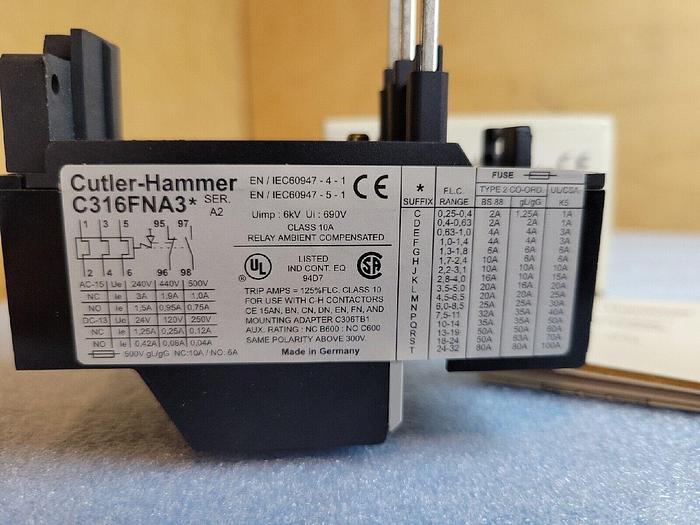 Cutler-Hammer
C316FNA3* SER. A2
EN / IEC60947 - 4 - 1
EN / IEC60947 - 5 - 1
CE
Uimp : 6kV Ui : 690V
CLASS 10A
RELAY AMBIENT COMPENSATED
1 3 5 95 97
2 4 6 96 98
AC-15 Ue 240V 440V 500V
NC Ie 3A 1,9A 1,0A
NO Ie 1,5A 0,95A 0,75A
DC-13 Ue 24V 120V 250V
NC Ie 1,25A 0,25A 0,12A
NO Ie 0,42A 0,08A 0,04A
500V gL/gG NC:10A / NO: 6A
UL
LISTED
IND CONT. EQ
94D7
TRIP AMPS = 125%FLC. CLASS 10
FOR USE WITH C-H CONTACTORS
CE 15AN, BN, CN, DN, EN, FN, AND
MOUNTING ADAPTER C306TB1
AUX. RATING : NC B600 : NO C600
SAME POLARITY ABOVE 300V.
Made in Germany
FUSE
* F.L.C. TYPE 2 CO-ORD. UL/CSA
SUFFIX RANGE BS 88 gL/gG K5
C 0,25-0,4 2A 1,25A 1A
D 0,4-0,63 2A 2A 1A
E 0,63-1,0 4A 4A 3A
F 1,0-1,4 4A 4A 3A
G 1,3-1,8 6A 6A 6A
H 1,7-2,4 10A 6A 6A
J 2,2-3,1 10A 10A 10A
K 2,8-4,0 16A 10A 15A
L 3,5-5,0 20A 16A 20A
M 4,5-6,5 20A 20A 25A
N 6,0-8,5 25A 25A 30A
P 7,5-11 32A 35A 40A
Q 10-14 35A 35A 50A
R 13-19 50A 50A 70A
S 18-24 50A 50A 80A
T 24-32 80A 80A 100A
CE